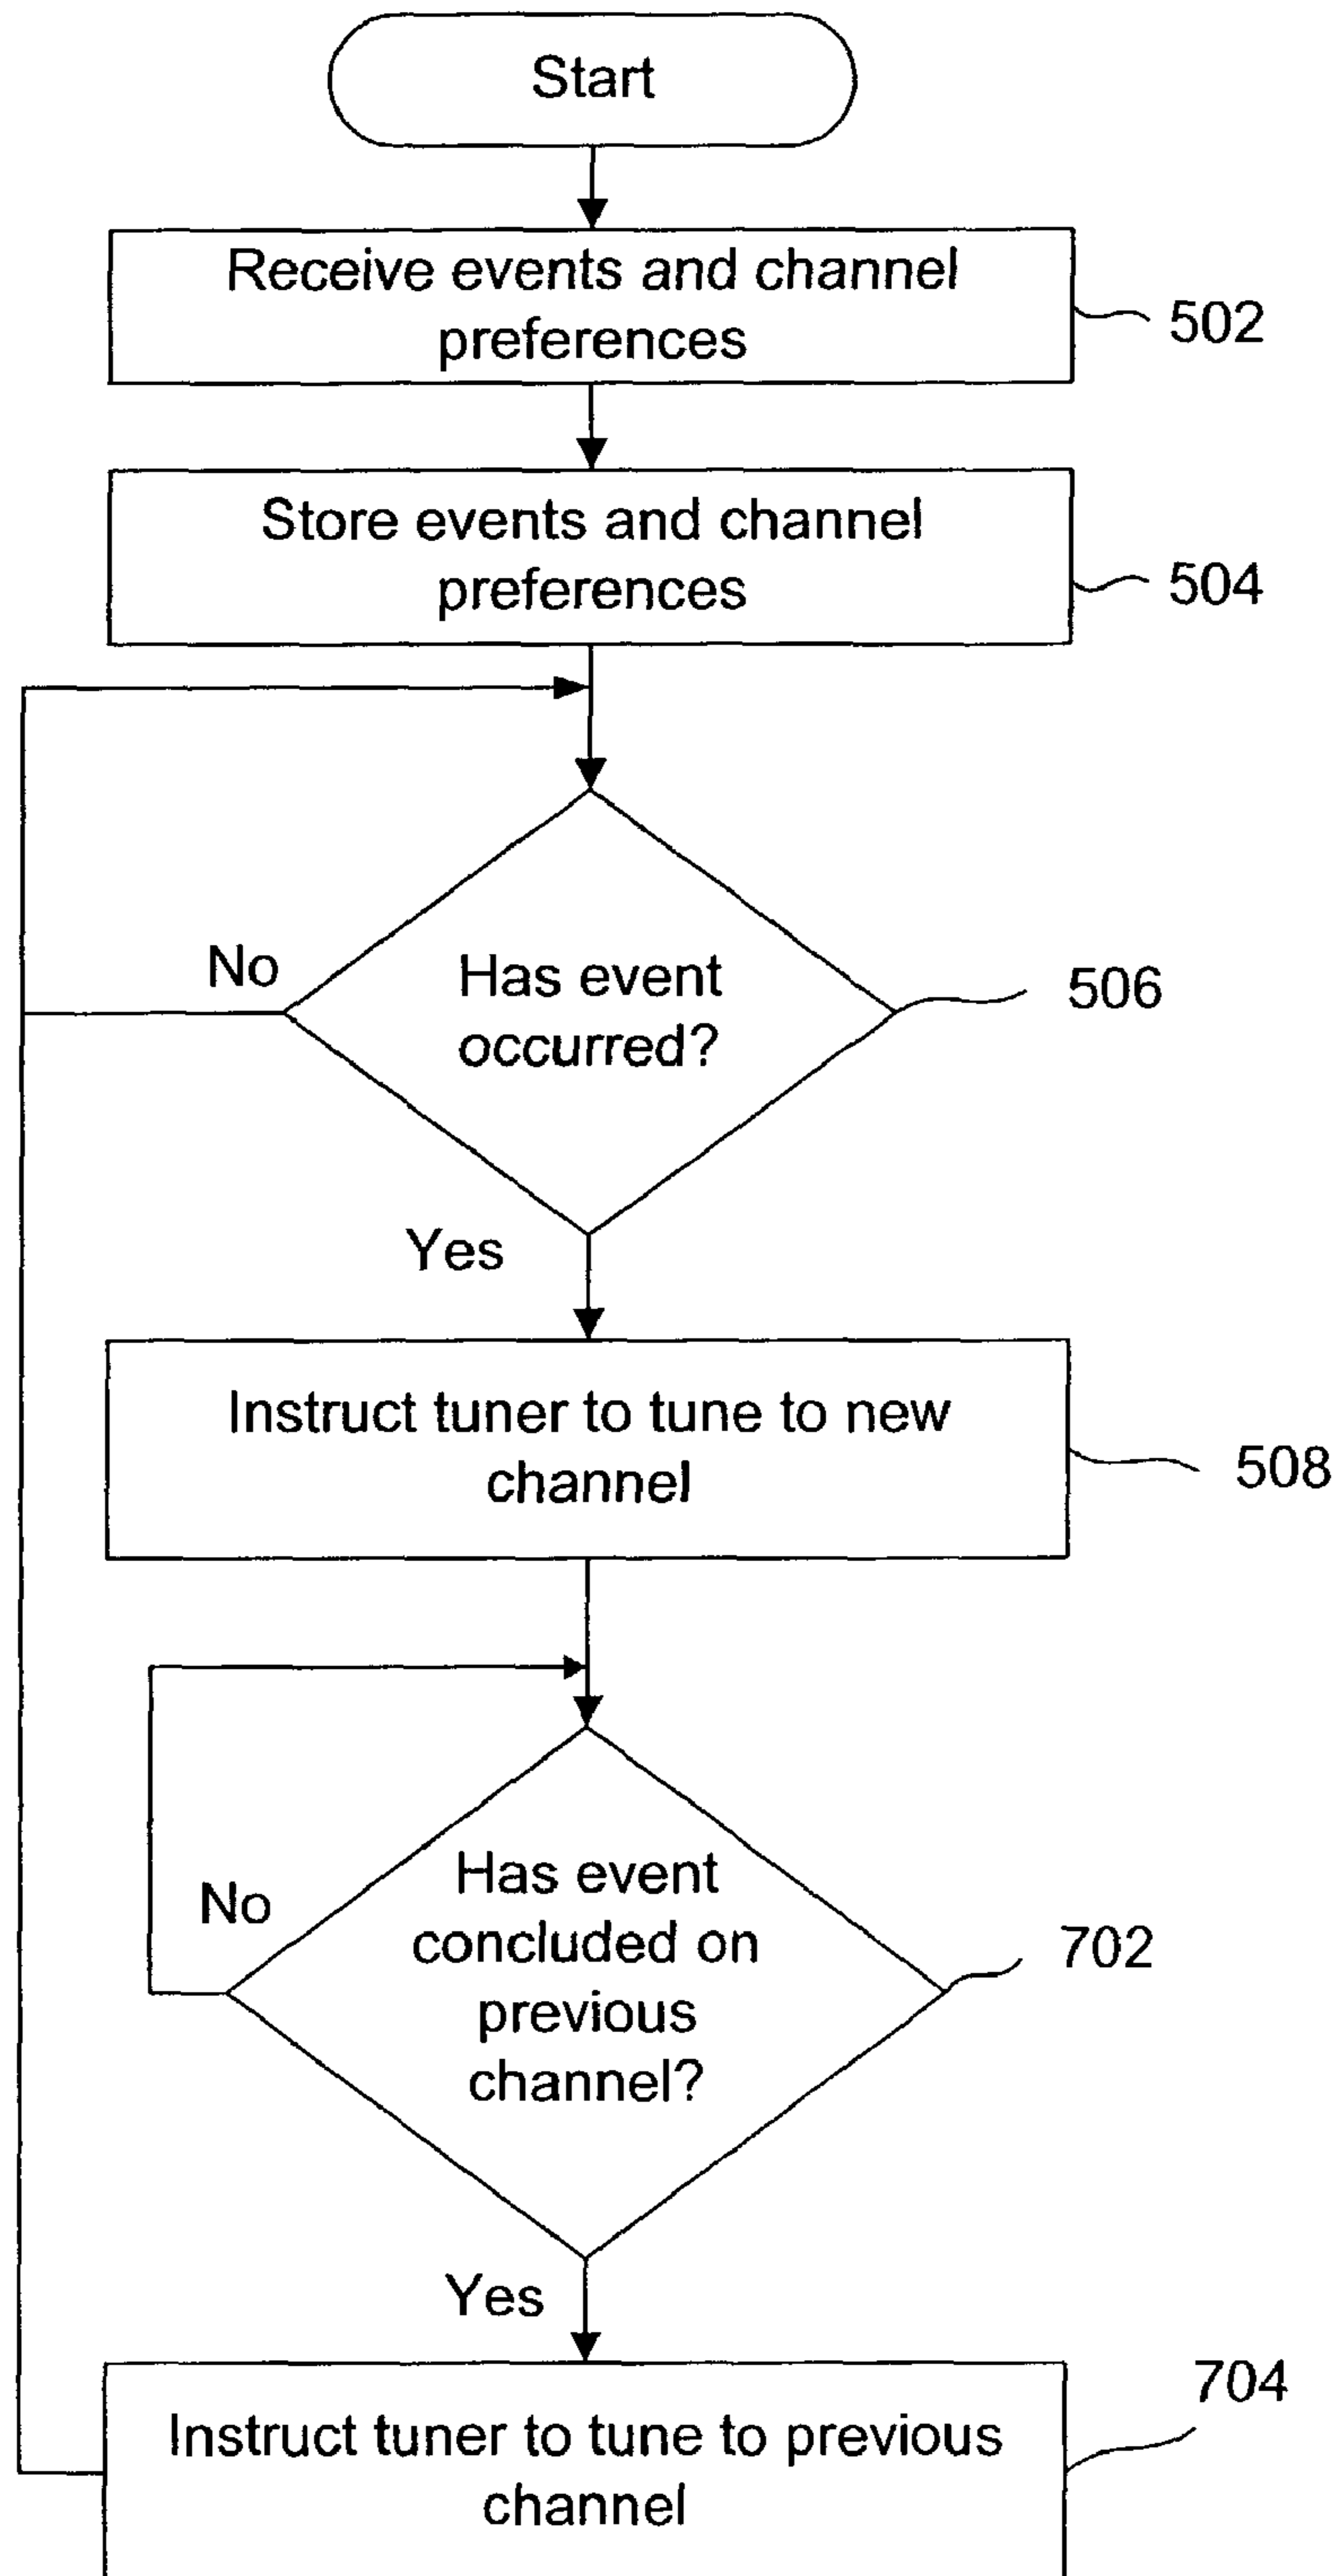 Start
Receive events and channel
preferences
502
Store events and channel
preferences
504
No
Has event
occurred?
506
Yes
Instruct tuner to tune to new
channel
508
No
Has event
concluded on
previous
channel?
702
Yes
704
Instruct tuner to tune to previous
channel